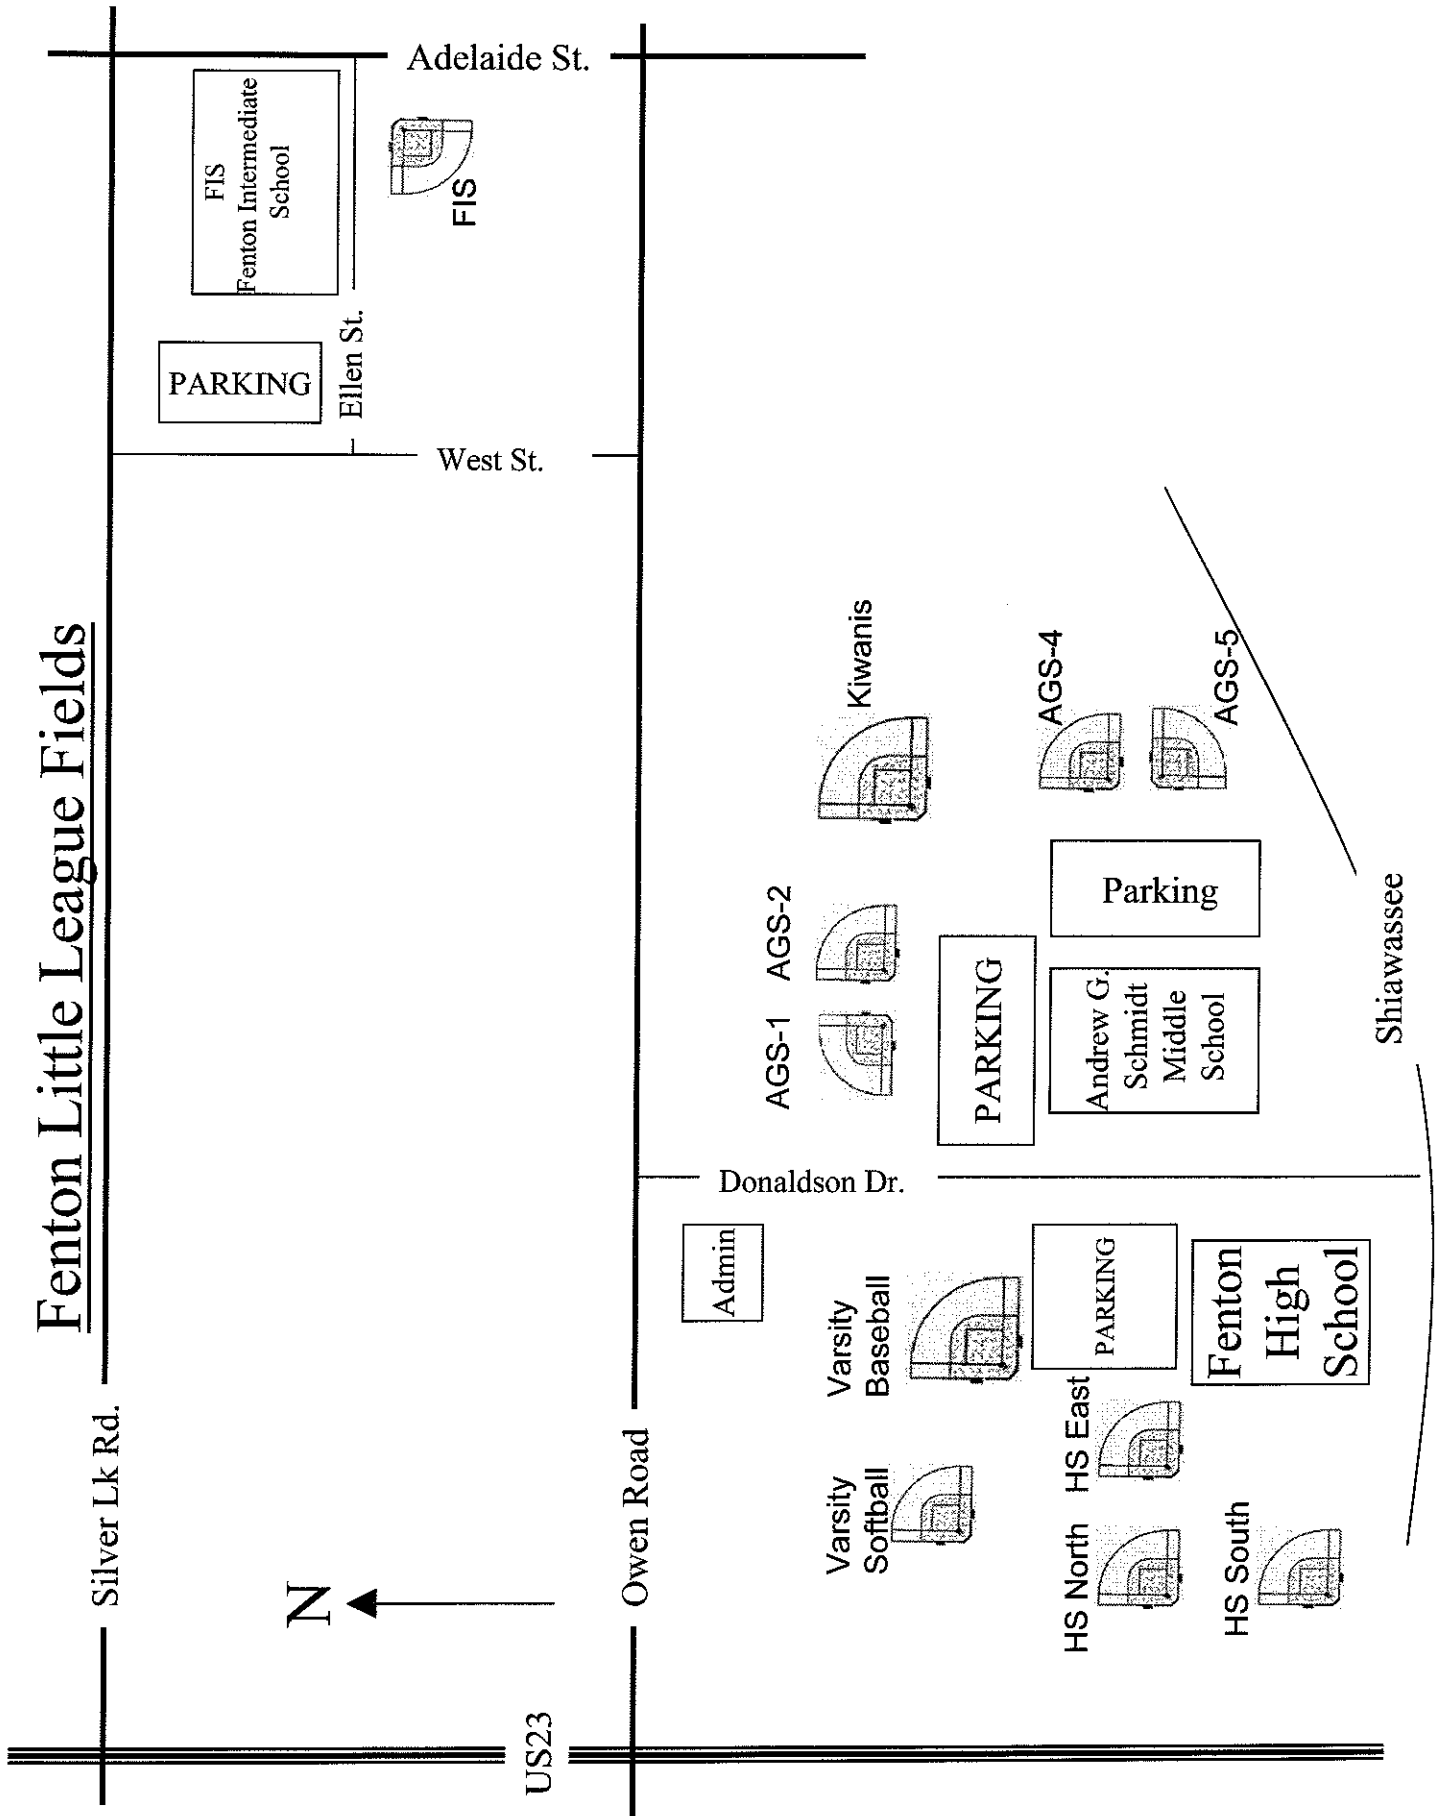 Fenton Little League Fields
Silver Lk Rd.
N
US23
Owen Road
Adelaide St.
FIS
Fenton Intermediate
School
PARKING
Ellen St.
FIS
West St.
Kiwanis
AGS-4
AGS-5
AGS-1
AGS-2
PARKING
Parking
Andrew G.
Schmidt
Middle
School
Shiawassee
Donaldson Dr.
Admin
Varsity
Baseball
Varsity
Softball
PARKING
Fenton
High
School
HS East
HS North
HS South